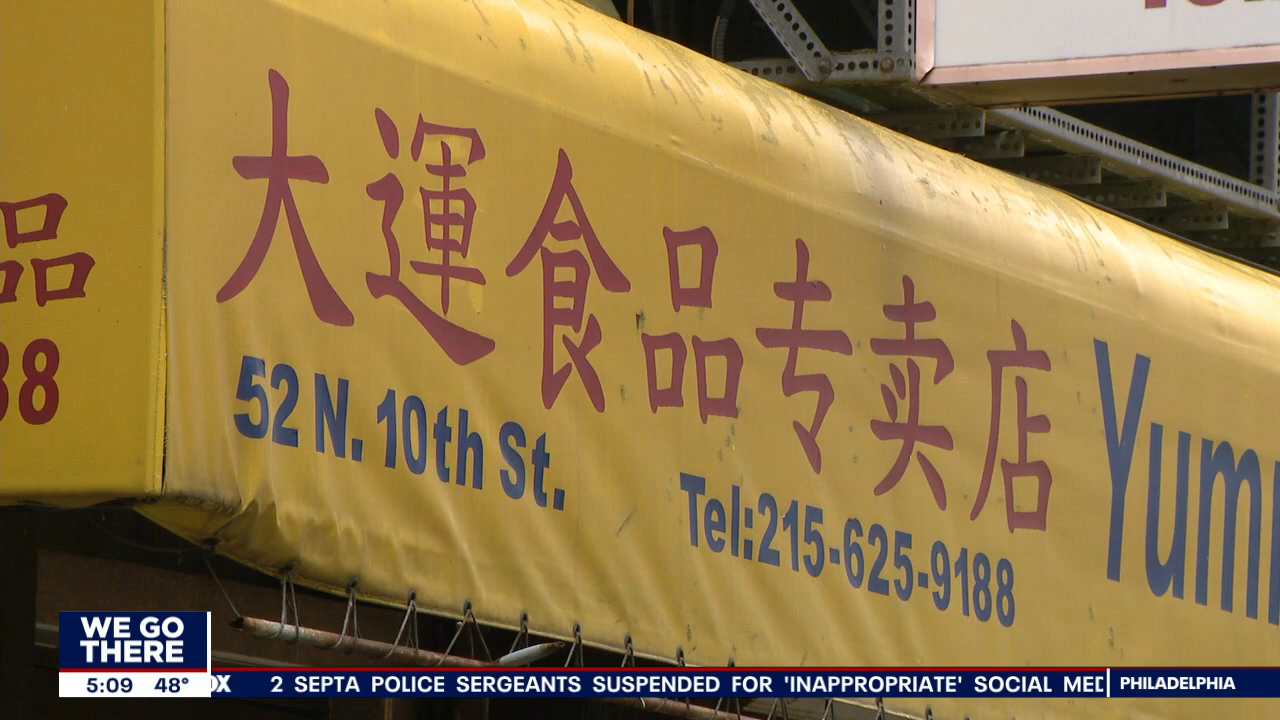 大運食品专卖店
品
52 N. 10th St.
Tel:215-625-9188
88
Yum
WE GO
THERE
5:09 48°
OX 2 SEPTA POLICE SERGEANTS SUSPENDED FOR 'INAPPROPRIATE' SOCIAL MED
PHILADELPHIA